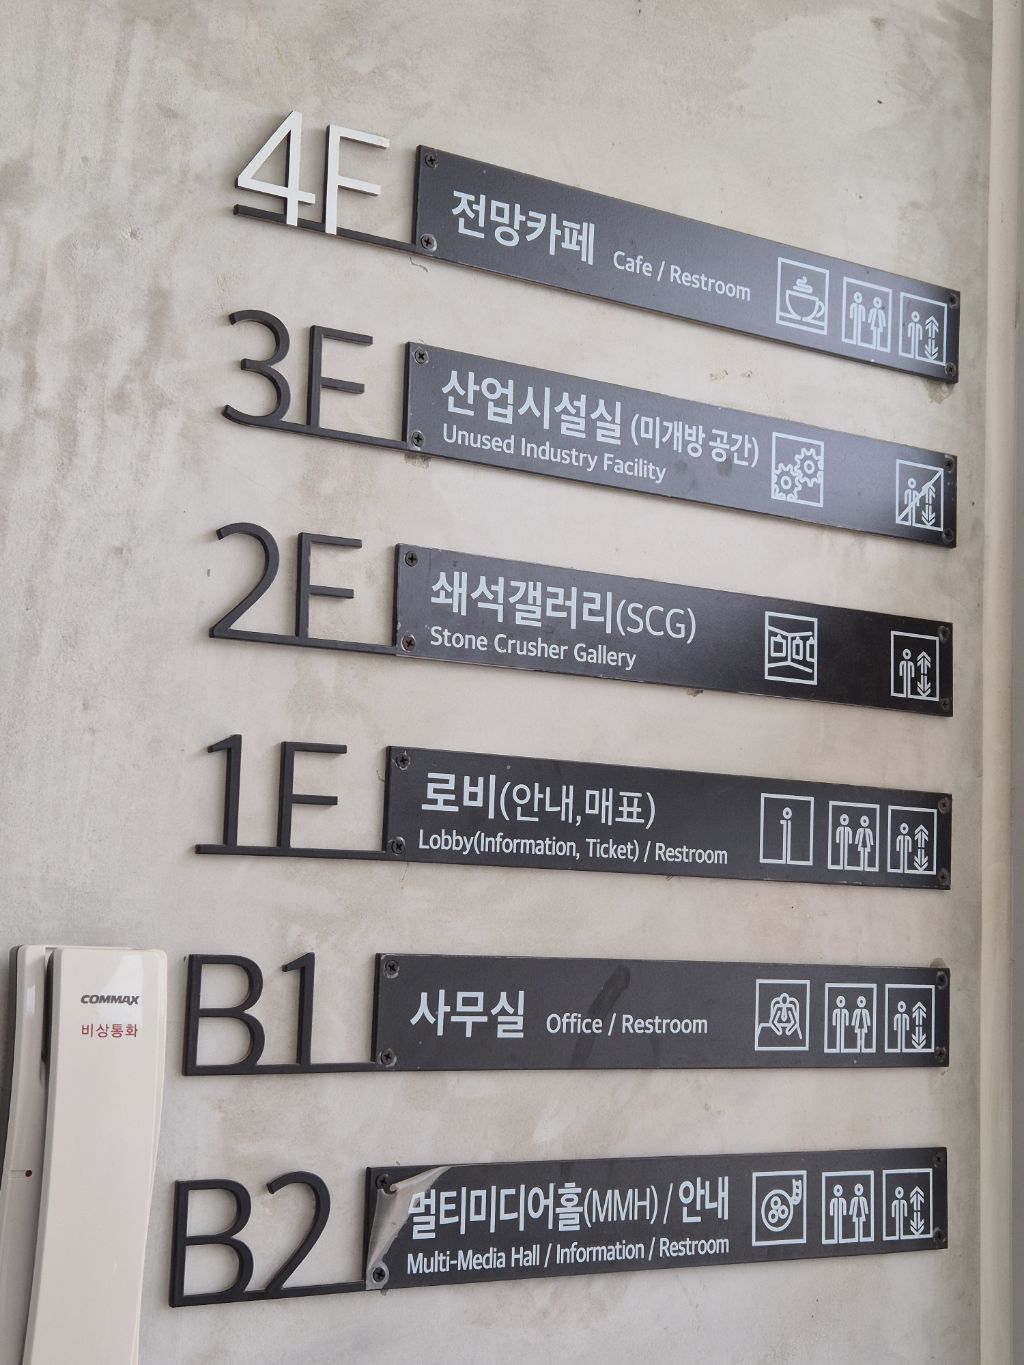 4F
전망카페 Cafe / Restroom
3F
산업시설실 (미개방 공간)
Unused Industry Facility
2F
쇄석갤러리(SCG)
Stone Crusher Gallery
1F
로비(안내,매표)
Lobby(Information, Ticket) / Restroom
B1
사무실 Office / Restroom
B2
멀티미디어홀(MMH) / 안내
Multi-Media Hall / Information / Restroom
COMMAX
비상통화